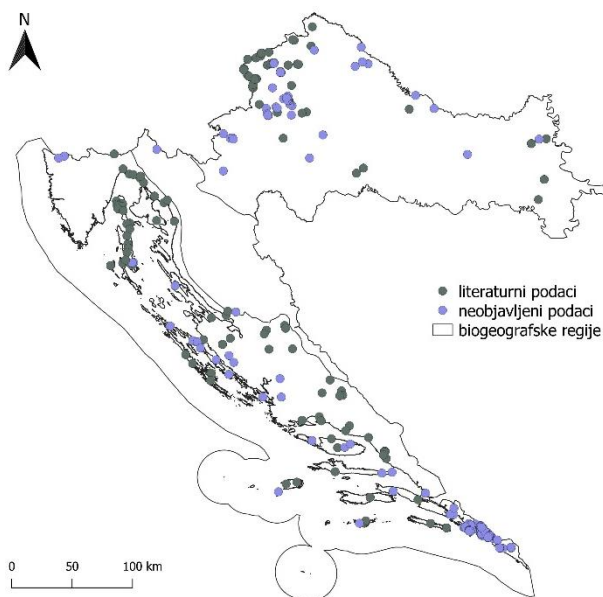 N
literaturni podaci
neobjavljeni podaci
biogeografske regije
0 50 100 km